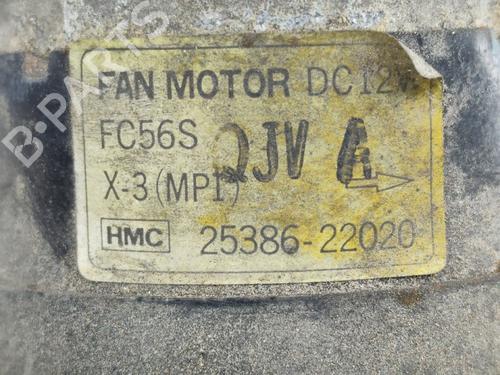 B-PARTS
FAN MOTOR DC12V
FC56S
QJV A
X-3(MPI)
HMC 25386-22020